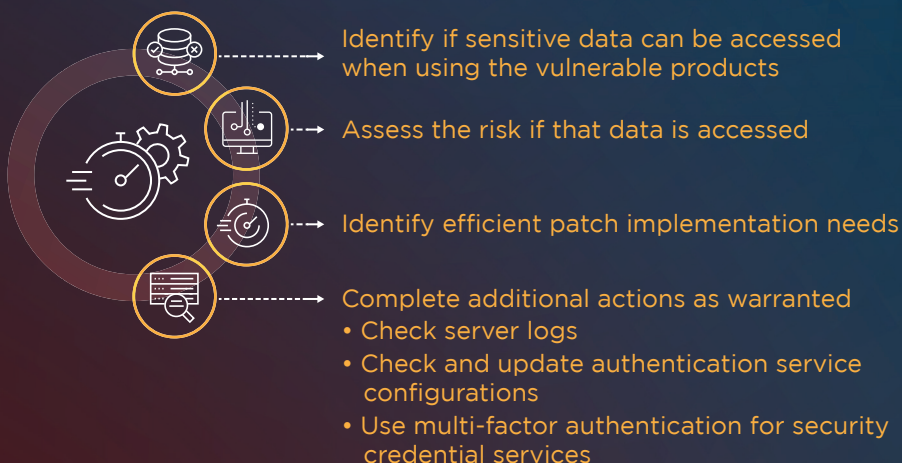 Identify if sensitive data can be accessed
when using the vulnerable products
Assess the risk if that data is accessed
Identify efficient patch implementation needs
Complete additional actions as warranted
• Check server logs
• Check and update authentication service
configurations
• Use multi-factor authentication for security
credential services